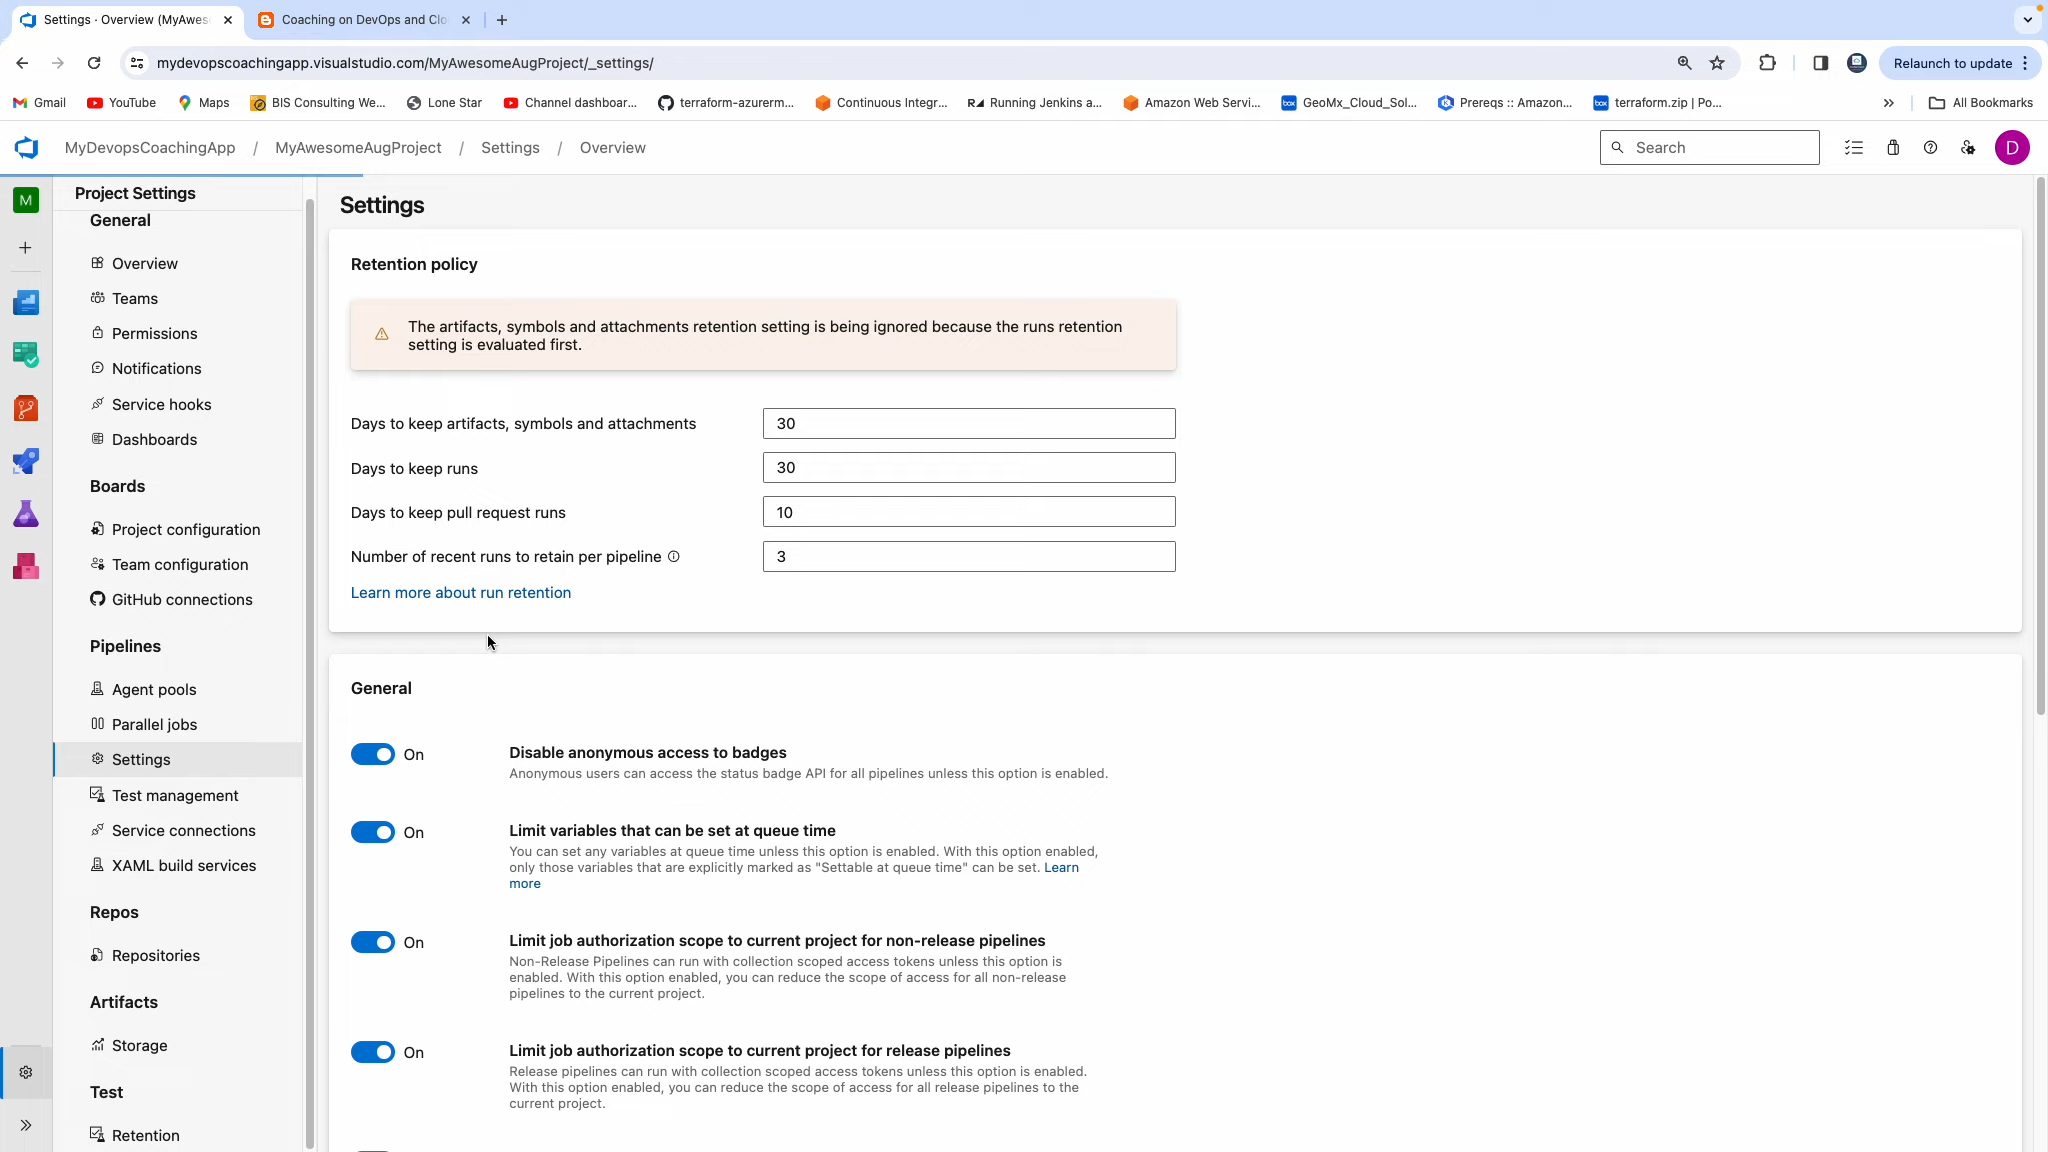 Settings · Overview (MyAwes
Coaching on DevOps and Clo
mydevopscoachingapp.visualstudio.com/MyAwesomeAugProject/_settings/
Relaunch to update
Gmail
YouTube
Maps
BIS Consulting We...
Lone Star
Channel dashboar...
terraform-azurerm...
Continuous Integr...
Running Jenkins a...
Amazon Web Servi...
GeoMx_Cloud_Sol...
Prereqs :: Amazon...
terraform.zip | Po...
All Bookmarks
MyDevopsCoachingApp / MyAwesomeAugProject / Settings / Overview
Search
D
M
Project Settings
General
Overview
Teams
Permissions
Notifications
Service hooks
Dashboards
Boards
Project configuration
Team configuration
GitHub connections
Pipelines
Agent pools
Parallel jobs
Settings
Test management
Service connections
XAML build services
Repos
Repositories
Artifacts
Storage
Test
Retention
Settings
Retention policy
The artifacts, symbols and attachments retention setting is being ignored because the runs retention
setting is evaluated first.
Days to keep artifacts, symbols and attachments 30
Days to keep runs 30
Days to keep pull request runs 10
Number of recent runs to retain per pipeline 3
Learn more about run retention
General
On
Disable anonymous access to badges
Anonymous users can access the status badge API for all pipelines unless this option is enabled.
On
Limit variables that can be set at queue time
You can set any variables at queue time unless this option is enabled. With this option enabled,
only those variables that are explicitly marked as "Settable at queue time" can be set. Learn
more
On
Limit job authorization scope to current project for non-release pipelines
Non-Release Pipelines can run with collection scoped access tokens unless this option is
enabled. With this option enabled, you can reduce the scope of access for all non-release
pipelines to the current project.
On
Limit job authorization scope to current project for release pipelines
Release pipelines can run with collection scoped access tokens unless this option is enabled.
With this option enabled, you can reduce the scope of access for all release pipelines to the
current project.